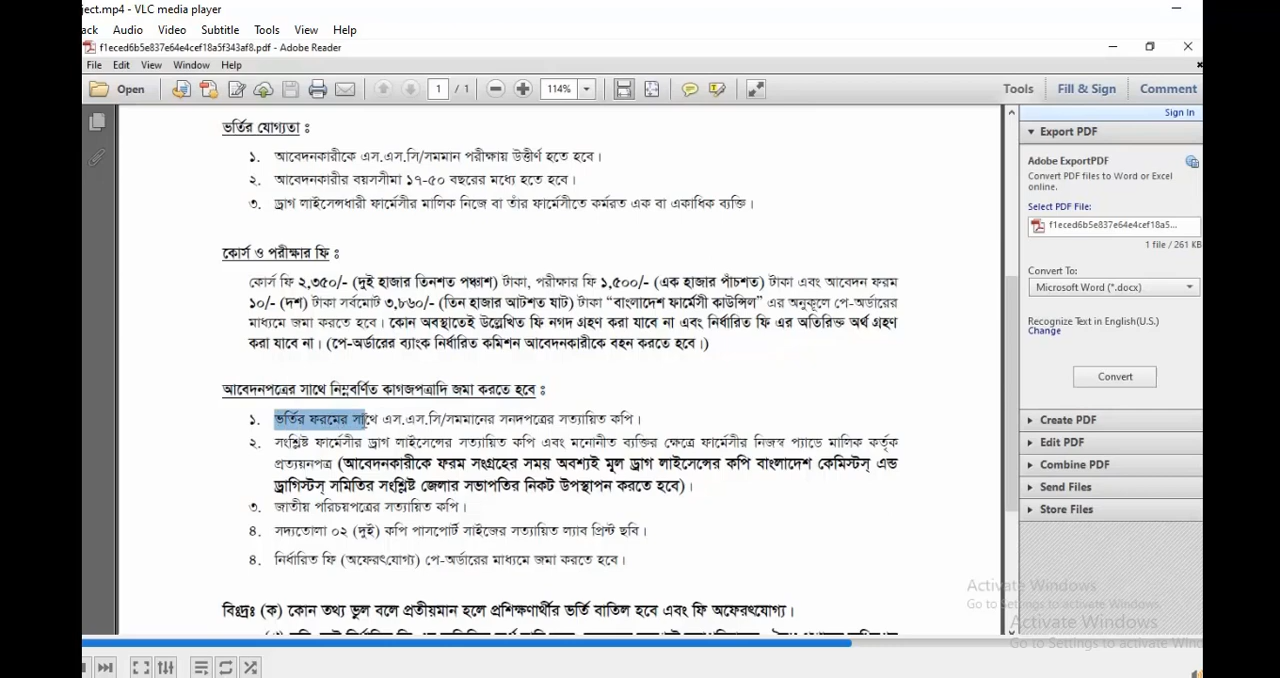 ject.mp4 - VLC media player
ack Audio Video Subtitle Tools View Help
f1eced6b5e837e64e4cef18a5f343af8.pdf - Adobe Reader
File Edit View Window Help
Open 1 / 1 114% Tools Fill & Sign Comment
Sign In
ভর্তির যোগ্যতা :
১. আবেদনকারীকে এস.এস.সি/সমমান পরীক্ষায় উত্তীর্ণ হতে হবে।
২. আবেদনকারীর বয়সসীমা ১৭-৫০ বছরের মধ্যে হতে হবে।
৩. ড্রাগ লাইসেন্সধারী ফার্মেসীর মালিক নিজে বা তাঁর ফার্মেসীতে কর্মরত এক বা একাধিক ব্যক্তি।
কোর্স ও পরীক্ষার ফি :
কোর্স ফি ২,৩৫০/- (দুই হাজার তিনশত পঞ্চাশ) টাকা, পরীক্ষার ফি ১,৫০০/- (এক হাজার পাঁচশত) টাকা এবং আবেদন ফরম
১০/- (দশ) টাকা সর্বমোট ৩,৮৬০/- (তিন হাজার আটশত ষাট) টাকা “বাংলাদেশ ফার্মেসী কাউন্সিল” এর অনুকূলে পে-অর্ডারের
মাধ্যমে জমা করতে হবে। কোন অবস্থাতেই উল্লেখিত ফি নগদ গ্রহণ করা যাবে না এবং নির্ধারিত ফি এর অতিরিক্ত অর্থ গ্রহণ
করা যাবে না। (পে-অর্ডারের ব্যাংক নির্ধারিত কমিশন আবেদনকারীকে বহন করতে হবে।)
আবেদনপত্রের সাথে নিম্নবর্ণিত কাগজপত্রাদি জমা করতে হবে :
১. ভর্তির ফরমের সাথে এস.এস.সি/সমমানের সনদপত্রের সত্যায়িত কপি।
২. সংশ্লিষ্ট ফার্মেসীর ড্রাগ লাইসেন্সের সত্যায়িত কপি এবং মনোনীত ব্যক্তির ক্ষেত্রে ফার্মেসীর নিজস্ব প্যাডে মালিক কর্তৃক
প্রত্যয়নপত্র (আবেদনকারীকে ফরম সংগ্রহের সময় অবশ্যই মূল ড্রাগ লাইসেন্সের কপি বাংলাদেশ কেমিস্টস্ এন্ড
ড্রাগিস্টস্ সমিতির সংশ্লিষ্ট জেলার সভাপতির নিকট উপস্থাপন করতে হবে)।
৩. জাতীয় পরিচয়পত্রের সত্যায়িত কপি।
৪. সদ্যতোলা ০২ (দুই) কপি পাসপোর্ট সাইজের সত্যায়িত ল্যাব প্রিন্ট ছবি।
৪. নির্ধারিত ফি (অফেরৎযোগ্য) পে-অর্ডারের মাধ্যমে জমা করতে হবে।
বিঃদ্রঃ (ক) কোন তথ্য ভুল বলে প্রতীয়মান হলে প্রশিক্ষণার্থীর ভর্তি বাতিল হবে এবং ফি অফেরৎযোগ্য।
Export PDF
Adobe ExportPDF
Convert PDF files to Word or Excel
online.
Select PDF File:
f1eced6b5e837e64e4cef18a5...
1 file / 261 KB
Convert To:
Microsoft Word (*.docx)
Recognize Text in English(U.S.)
Change
Convert
Create PDF
Edit PDF
Combine PDF
Send Files
Store Files
Activate Windows
Go to Settings to activate Windows.
Activate Windows
Go to Settings to activate Win